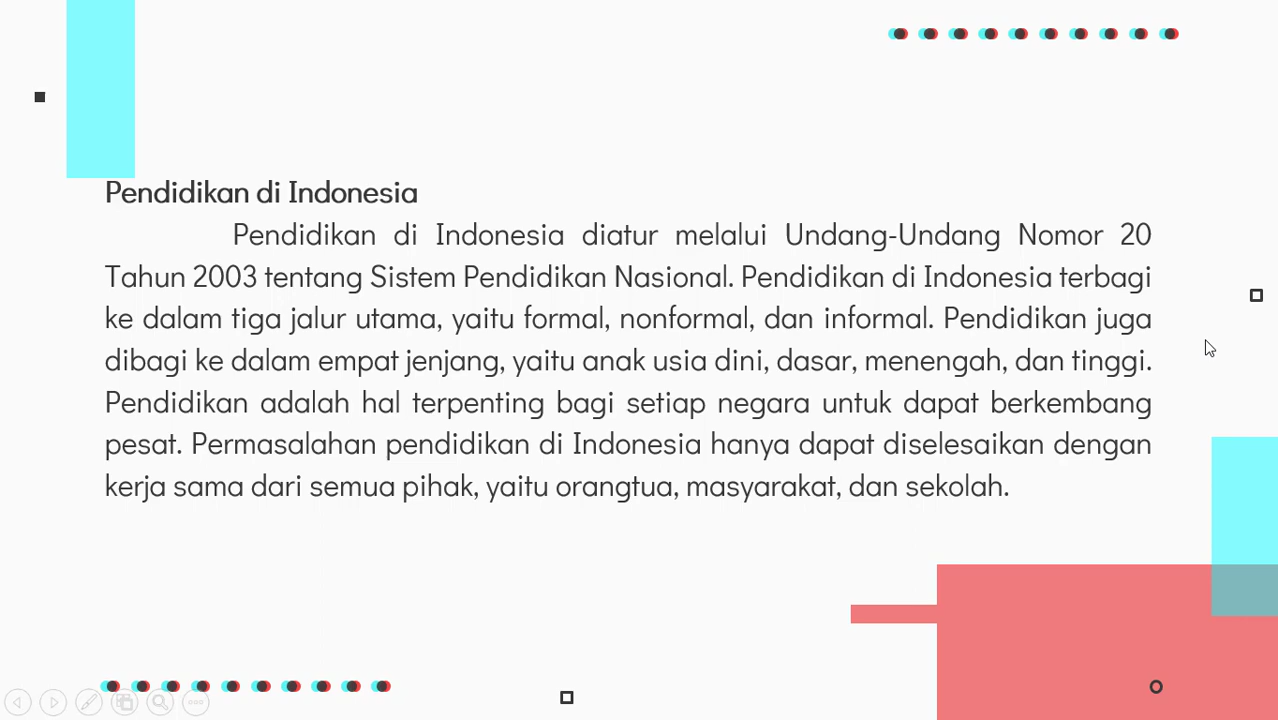 Pendidikan di Indonesia
Pendidikan di Indonesia diatur melalui Undang-Undang Nomor 20
Tahun 2003 tentang Sistem Pendidikan Nasional. Pendidikan di Indonesia terbagi
ke dalam tiga jalur utama, yaitu formal, nonformal, dan informal. Pendidikan juga
dibagi ke dalam empat jenjang, yaitu anak usia dini, dasar, menengah, dan tinggi.
Pendidikan adalah hal terpenting bagi setiap negara untuk dapat berkembang
pesat. Permasalahan pendidikan di Indonesia hanya dapat diselesaikan dengan
kerja sama dari semua pihak, yaitu orangtua, masyarakat, dan sekolah.